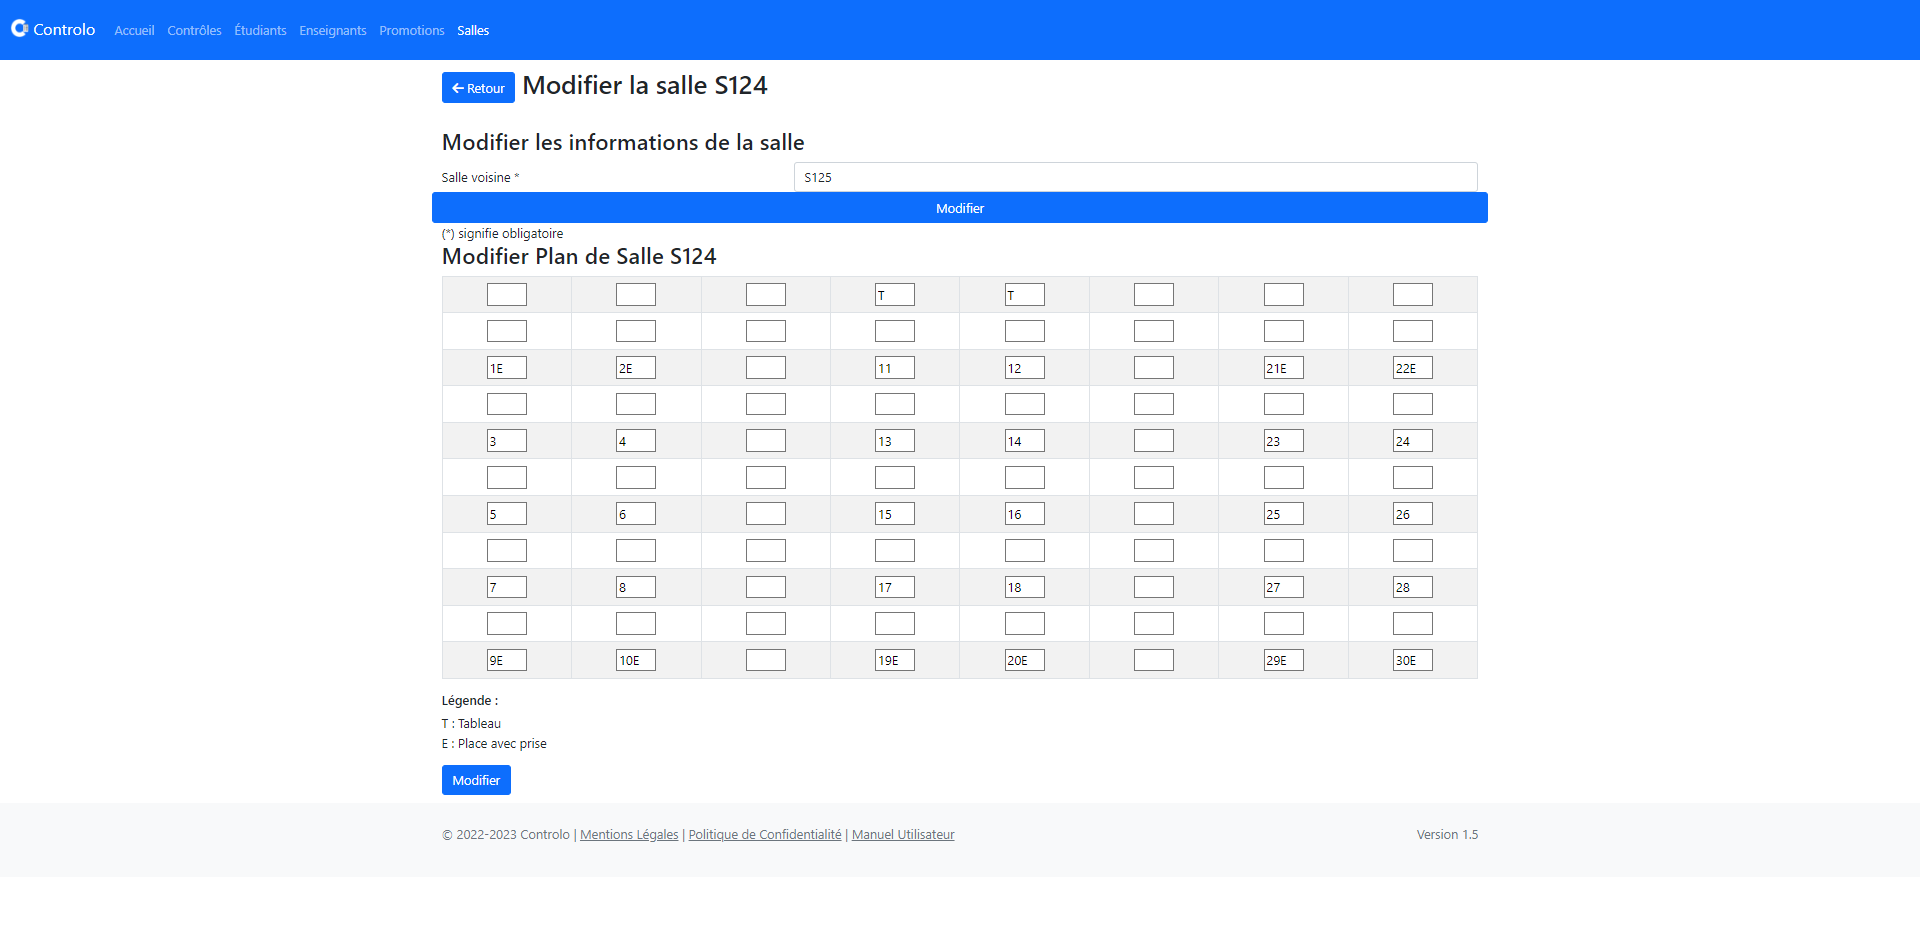 Controlo Accueil Contrôles Étudiants Enseignants Promotions Salles
Retour Modifier la salle S124
Modifier les informations de la salle
Salle voisine * S125
Modifier
(*) signifie obligatoire
Modifier Plan de Salle S124
T T
1E 2E 11 12 21E 22E
3 4 13 14 23 24
5 6 15 16 25 26
7 8 17 18 27 28
9E 10E 19E 20E 29E 30E
Légende :
T : Tableau
E : Place avec prise
Modifier
© 2022-2023 Controlo | Mentions Légales | Politique de Confidentialité | Manuel Utilisateur Version 1.5